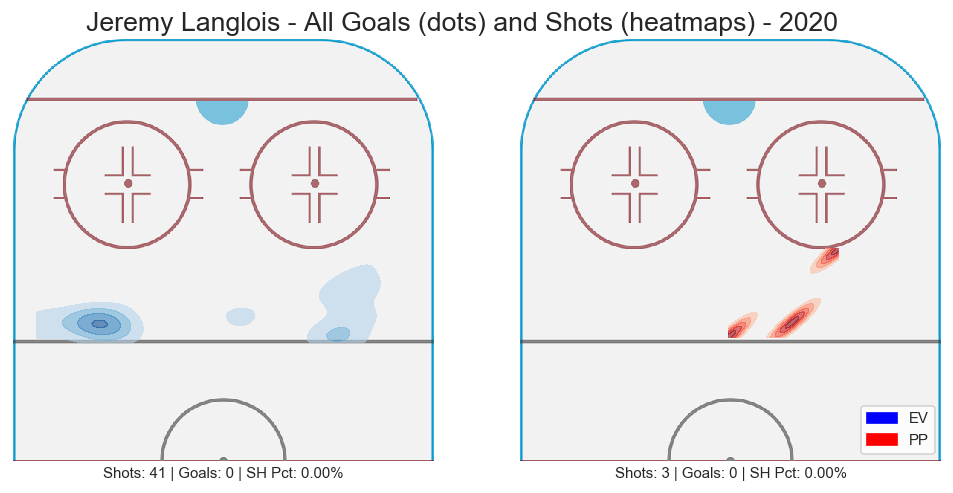 Jeremy Langlois - All Goals (dots) and Shots (heatmaps) - 2020
EV
PP
Shots: 41 | Goals: 0 | SH Pct: 0.00%
Shots: 3 | Goals: 0 | SH Pct: 0.00%